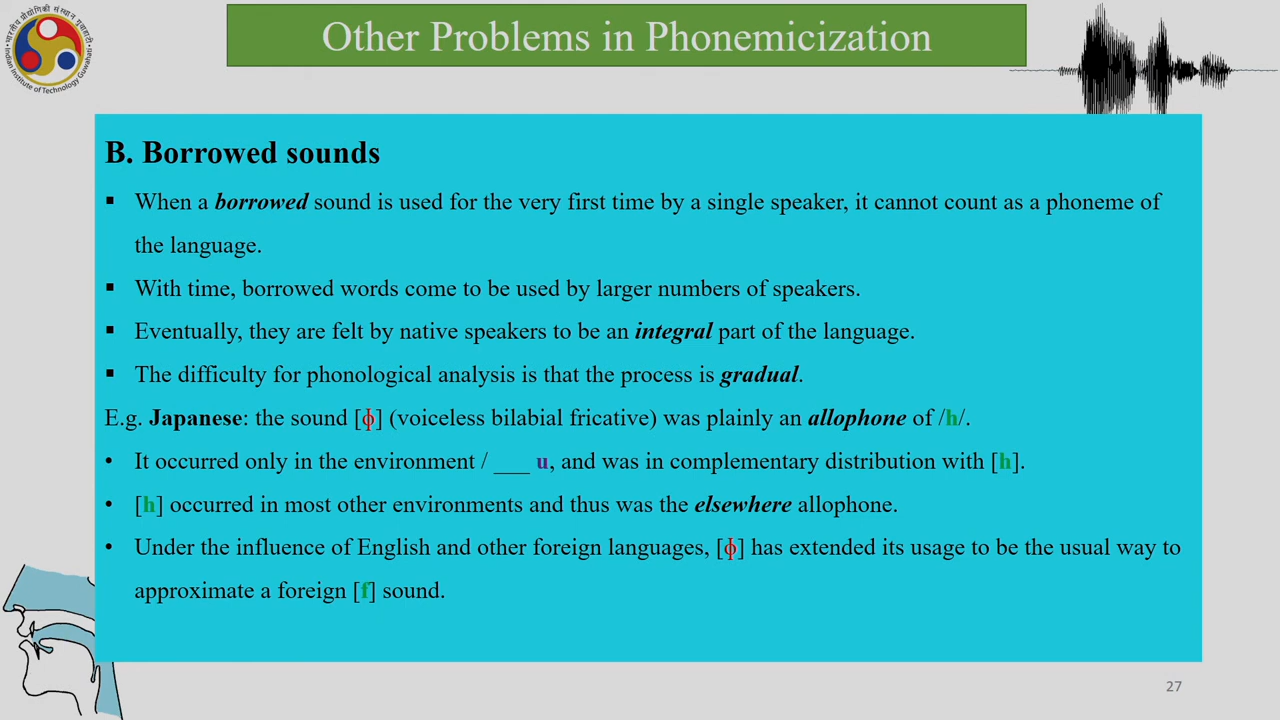 Other Problems in Phonemicization
भारतीय प्रौद्योगिकी संस्थान गुवाहाटी
Indian Institute of Technology Guwahati
B. Borrowed sounds
▪ When a borrowed sound is used for the very first time by a single speaker, it cannot count as a phoneme of
the language.
▪ With time, borrowed words come to be used by larger numbers of speakers.
▪ Eventually, they are felt by native speakers to be an integral part of the language.
▪ The difficulty for phonological analysis is that the process is gradual.
E.g. Japanese: the sound [ɸ] (voiceless bilabial fricative) was plainly an allophone of /h/.
• It occurred only in the environment / ___ u, and was in complementary distribution with [h].
• [h] occurred in most other environments and thus was the elsewhere allophone.
• Under the influence of English and other foreign languages, [ɸ] has extended its usage to be the usual way to
approximate a foreign [f] sound.
27